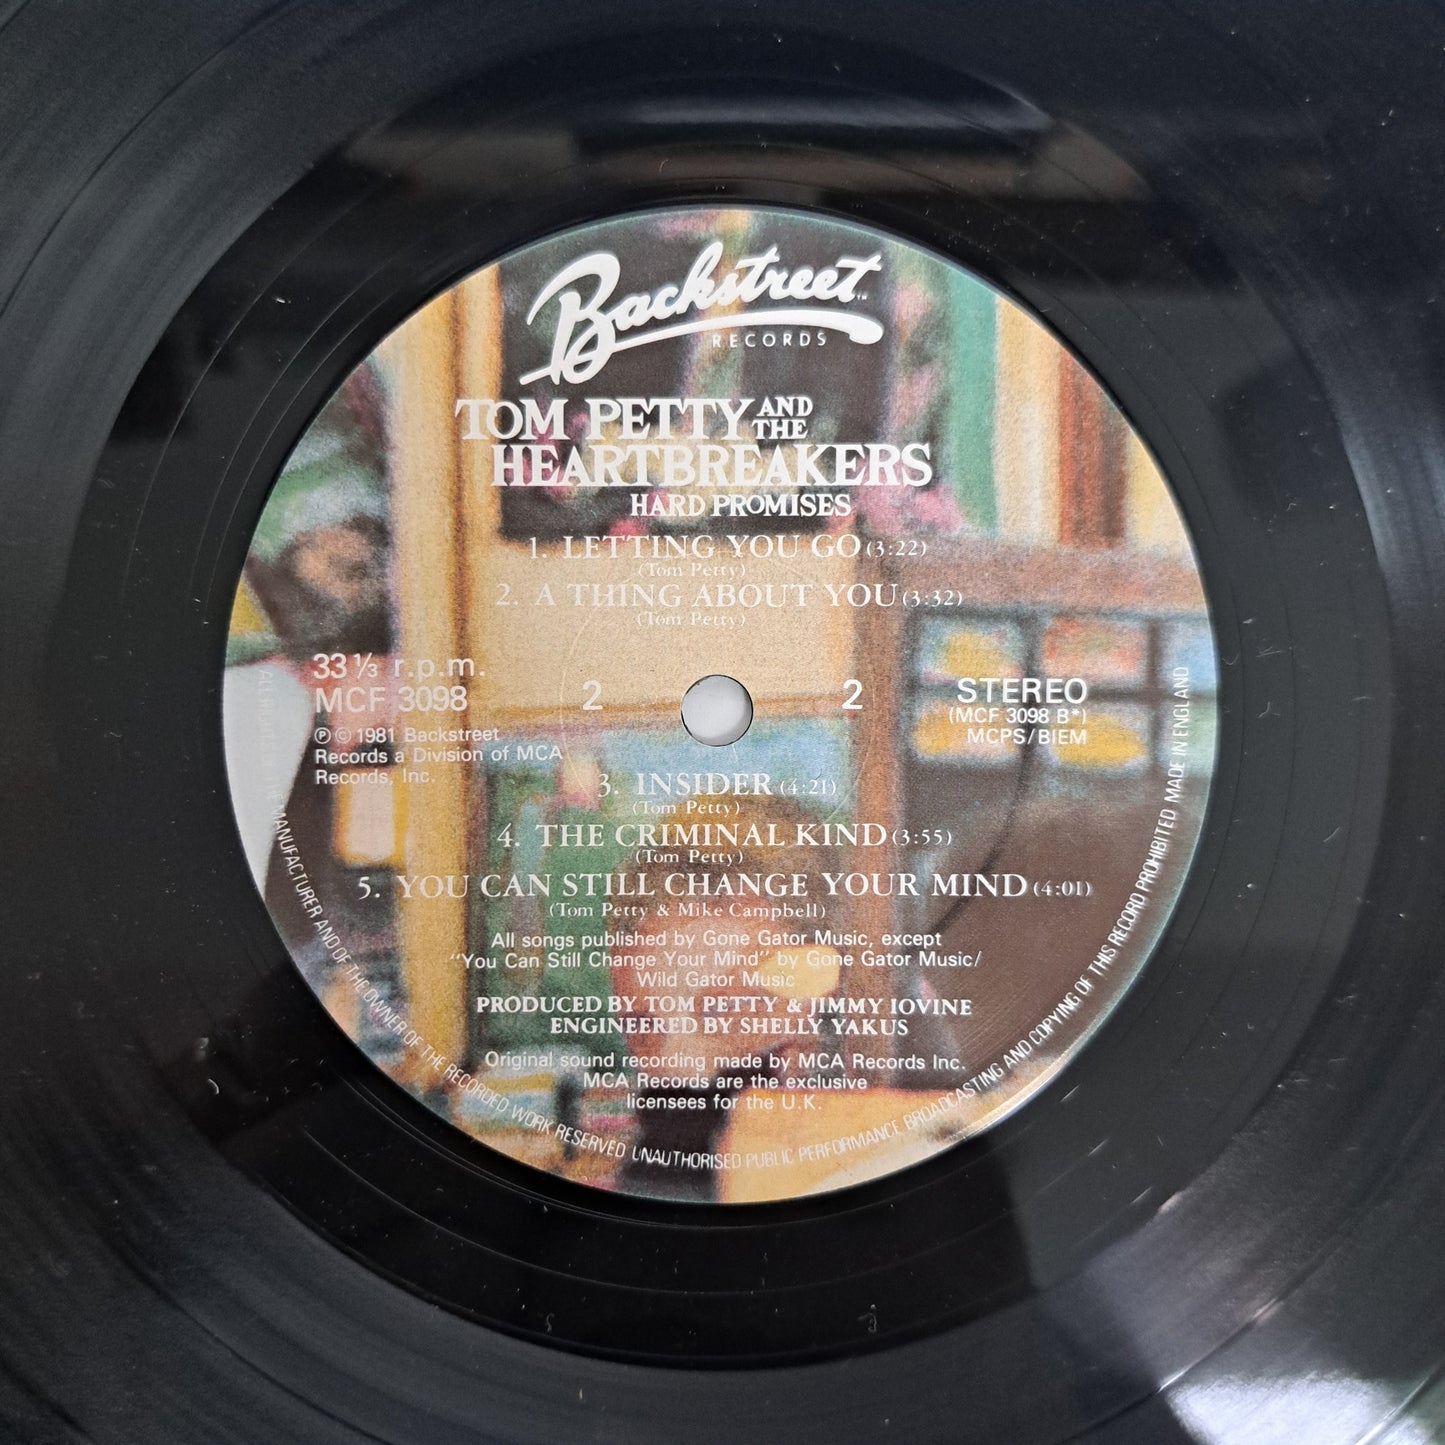 Backstreet™
RECORDS
TOM PETTY AND THE
HEARTBREAKERS
HARD PROMISES
1. LETTING YOU GO (3:22)
(Tom Petty)
2. A THING ABOUT YOU (3:32)
(Tom Petty)
33⅓ r.p.m.
MCF 3098
℗ © 1981 Backstreet
Records a Division of MCA
Records, Inc.
2
2
STEREO
(MCF 3098 B*)
MCPS/BIEM
3. INSIDER (4:21)
(Tom Petty)
4. THE CRIMINAL KIND (3:55)
(Tom Petty)
5. YOU CAN STILL CHANGE YOUR MIND (4:01)
(Tom Petty & Mike Campbell)
All songs published by Gone Gator Music, except
"You Can Still Change Your Mind" by Gone Gator Music/
Wild Gator Music
PRODUCED BY TOM PETTY & JIMMY IOVINE
ENGINEERED BY SHELLY YAKUS
Original sound recording made by MCA Records Inc.
MCA Records are the exclusive
licensees for the U.K.
ALL RIGHTS OF THE MANUFACTURER AND OF THE OWNER OF THE RECORDED WORK RESERVED UNAUTHORISED PUBLIC PERFORMANCE BROADCASTING AND COPYING OF THIS RECORD PROHIBITED MADE IN ENGLAND